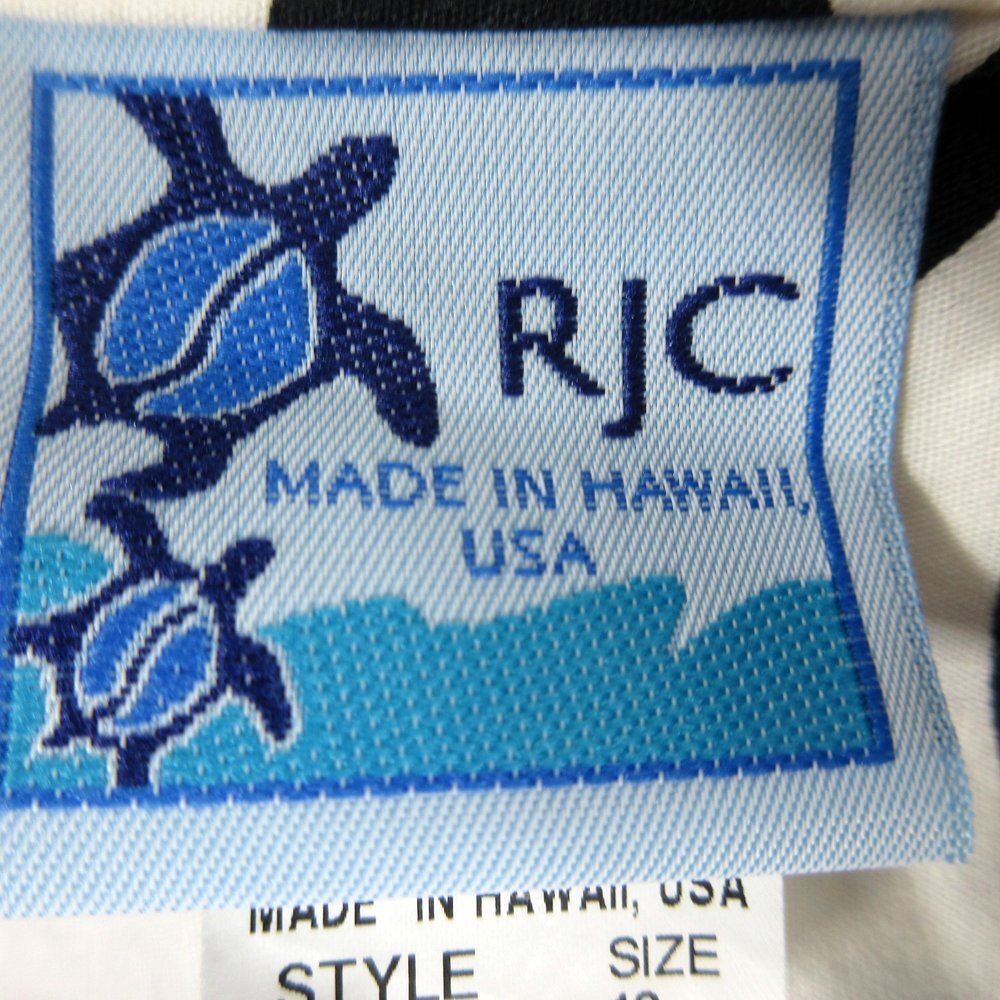 RJC
MADE IN HAWAII,
USA
MADE IN HAWAII, USA
STYLE SIZE